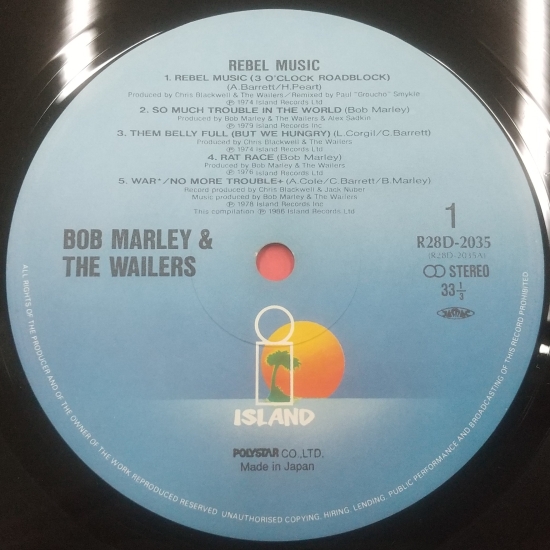 REBEL MUSIC
1. REBEL MUSIC (3 O'CLOCK ROADBLOCK)
(A.Barrett/H.Peart)
Produced by Chris Blackwell & The Wailers/Remixed by Paul "Groucho" Smykle
℗ 1974 Island Records Ltd
2. SO MUCH TROUBLE IN THE WORLD (Bob Marley)
Produced by Bob Marley & The Wailers & Alex Sadkin
℗ 1979 Island Records Inc.
3. THEM BELLY FULL (BUT WE HUNGRY) (L.Corgil/C.Barrett)
Produced by Chris Blackwell & The Wailers
℗ 1974 Island Records Ltd
4. RAT RACE (Bob Marley)
Produced by Bob Marley & The Wailers
℗ 1976 Island Records Ltd
5. WAR*/NO MORE TROUBLE+ (A.Cole/C.Barrett/B.Marley)
Record produced by Chris Blackwell & Jack Nuber
Music produced by Bob Marley & The Wailers
℗ 1978 Island Records Inc
This compilation ℗ 1986 Island Records Ltd
BOB MARLEY &
THE WAILERS
1
R28D-2035
(R28D-2035A)
STEREO
33 1/3
ISLAND
POLYSTAR CO.,LTD.
Made in Japan
ALL RIGHTS OF THE PRODUCER AND OF THE OWNER OF THE WORK REPRODUCED RESERVED. UNAUTHORISED COPYING, HIRING, LENDING, PUBLIC PERFORMANCE AND BROADCASTING OF THIS RECORD PROHIBITED.